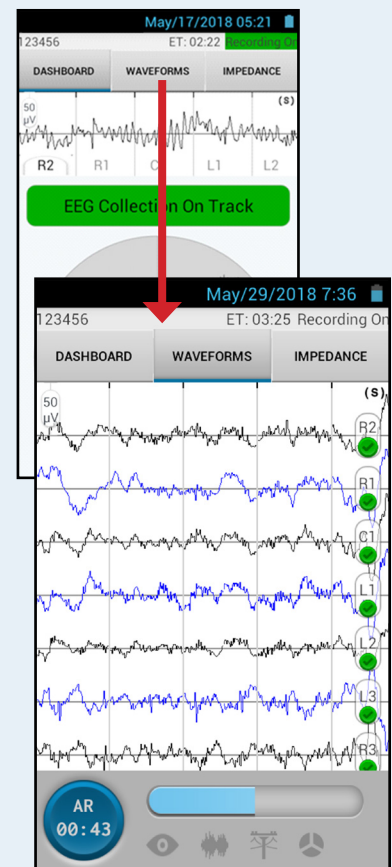 May/17/2018 05:21
123456 ET: 02:22 Recording On
DASHBOARD WAVEFORMS IMPEDANCE
50 (s)
µV
R2 R1 C L1 L2
EEG Collection On Track
May/29/2018 7:36
123456 ET: 03:25 Recording On
DASHBOARD WAVEFORMS IMPEDANCE
50 (s)
µV
R2
R1
C1
L1
L2
L3
R3
AR
00:43